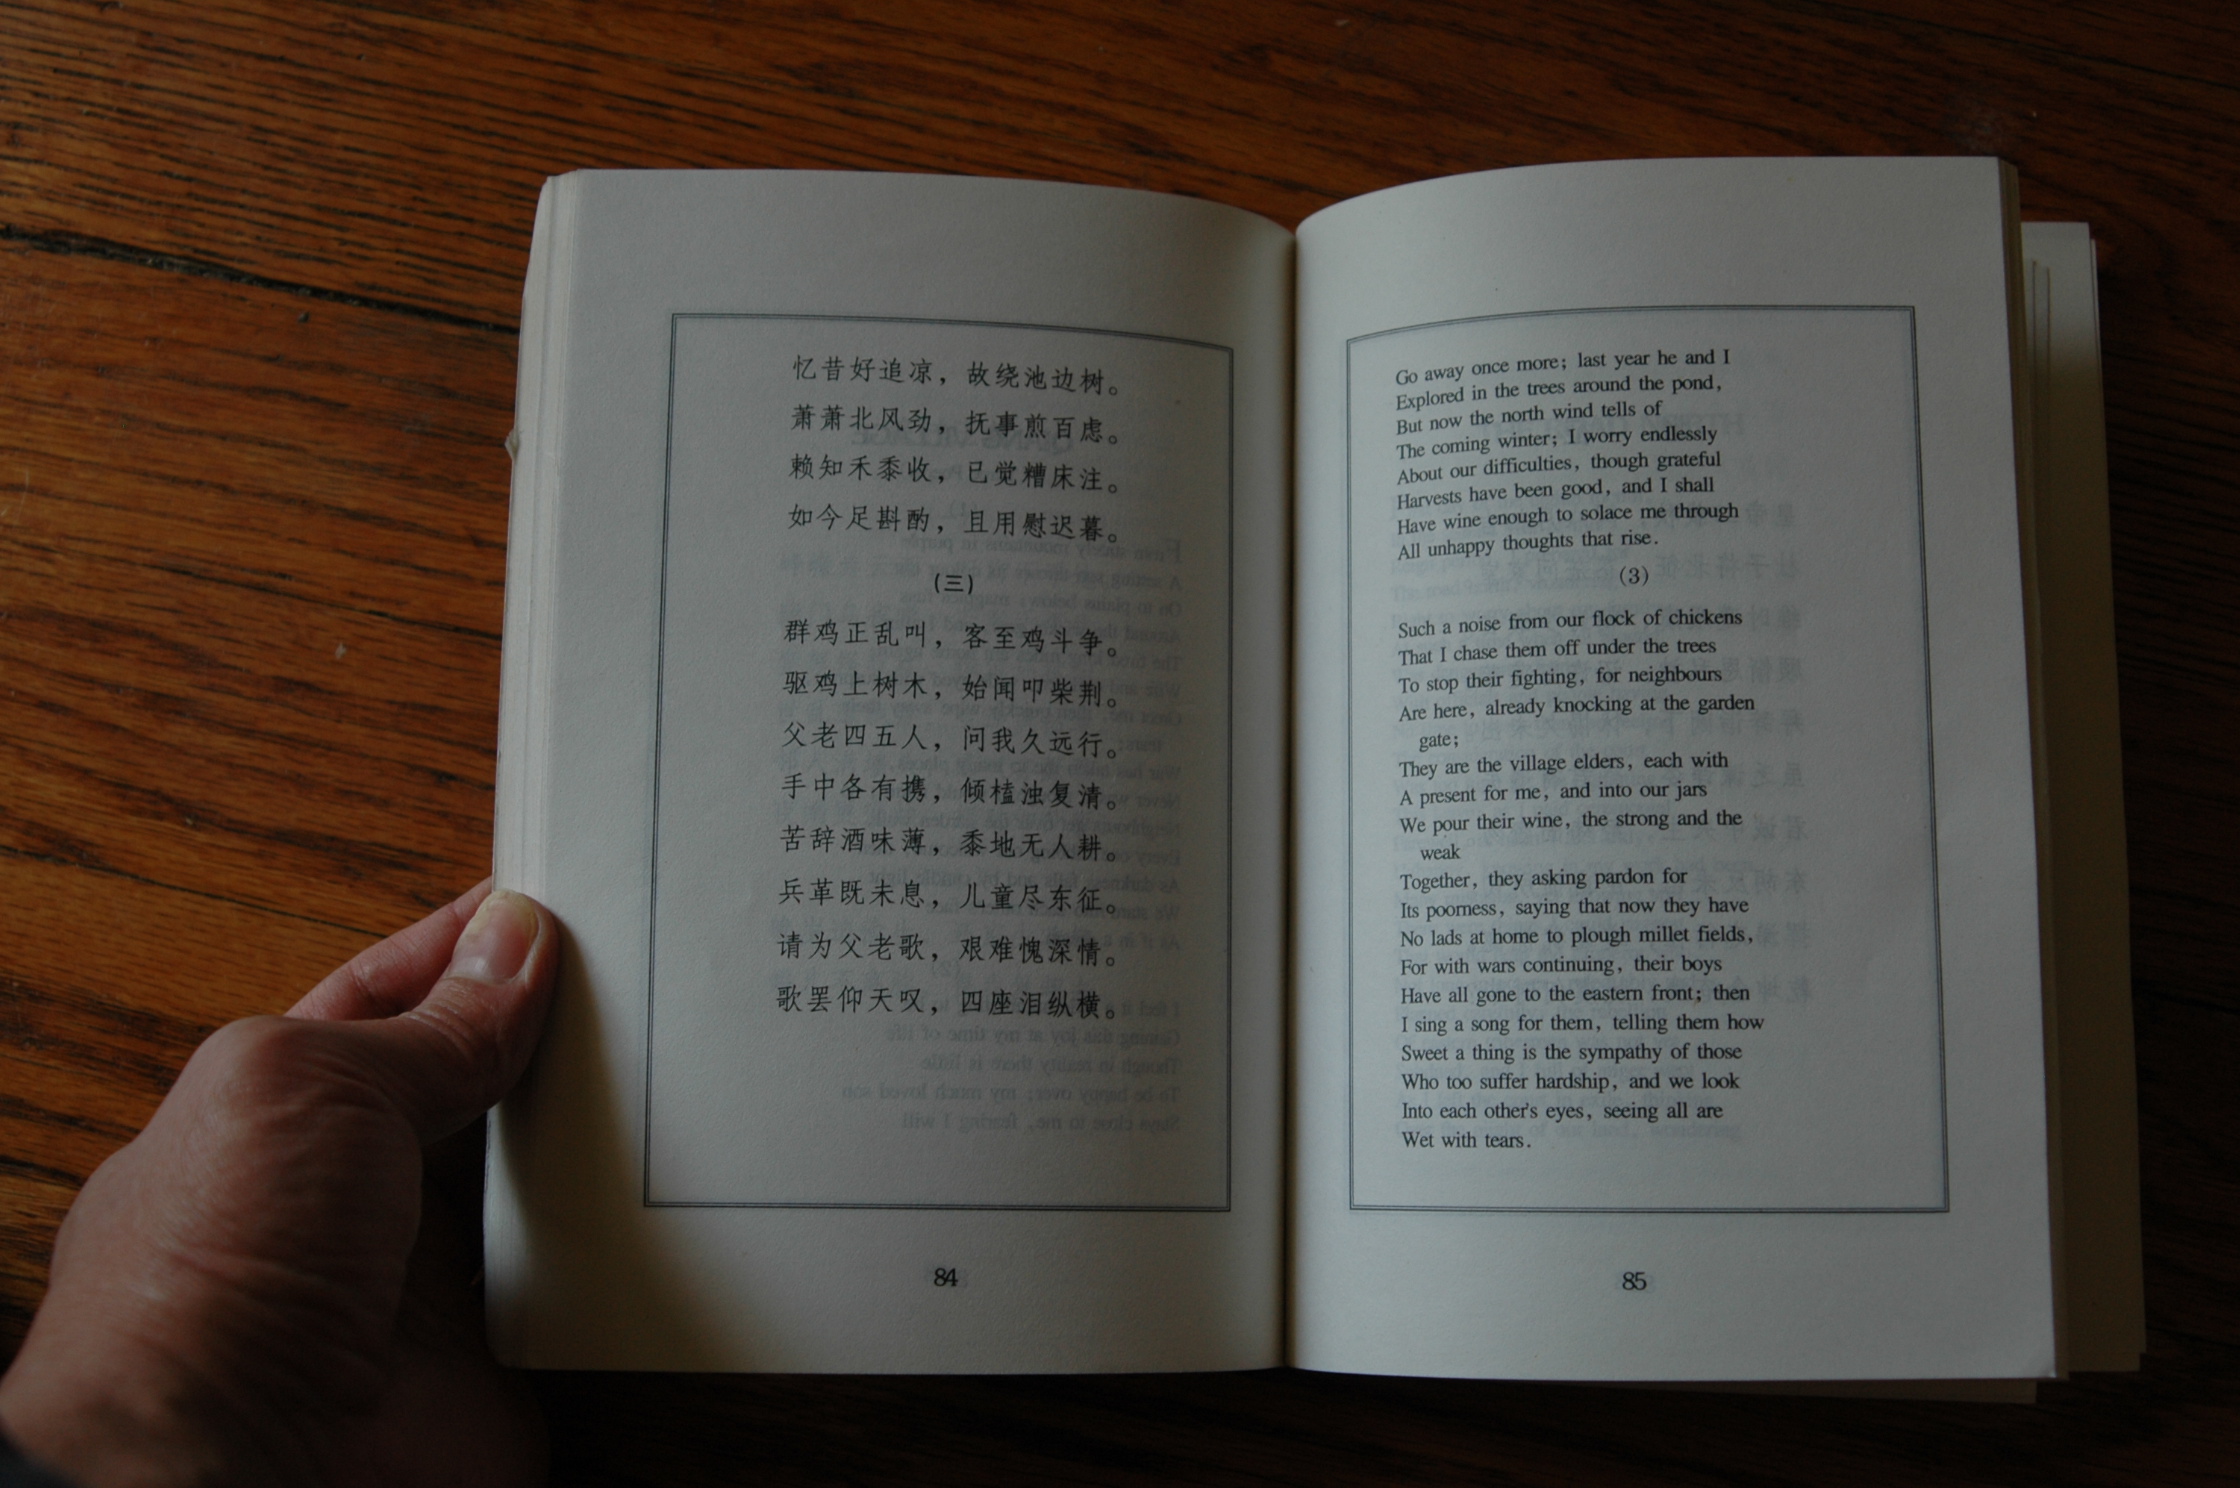 忆昔好追凉，故绕池边树。
萧萧北风劲，抚事煎百虑。
赖知禾黍收，已觉糟床注。
如今足斟酌，且用慰迟暮。
(三)
群鸡正乱叫，客至鸡斗争。
驱鸡上树木，始闻叩柴荆。
父老四五人，问我久远行。
手中各有携，倾榼浊复清。
苦辞酒味薄，黍地无人耕。
兵革既未息，儿童尽东征。
请为父老歌，艰难愧深情。
歌罢仰天叹，四座泪纵横。
84
Go away once more; last year he and I
Explored in the trees around the pond,
But now the north wind tells of
The coming winter; I worry endlessly
About our difficulties, though grateful
Harvests have been good, and I shall
Have wine enough to solace me through
All unhappy thoughts that rise.
(3)
Such a noise from our flock of chickens
That I chase them off under the trees
To stop their fighting, for neighbours
Are here, already knocking at the garden
gate;
They are the village elders, each with
A present for me, and into our jars
We pour their wine, the strong and the
weak
Together, they asking pardon for
Its poorness, saying that now they have
No lads at home to plough millet fields,
For with wars continuing, their boys
Have all gone to the eastern front; then
I sing a song for them, telling them how
Sweet a thing is the sympathy of those
Who too suffer hardship, and we look
Into each other's eyes, seeing all are
Wet with tears.
85